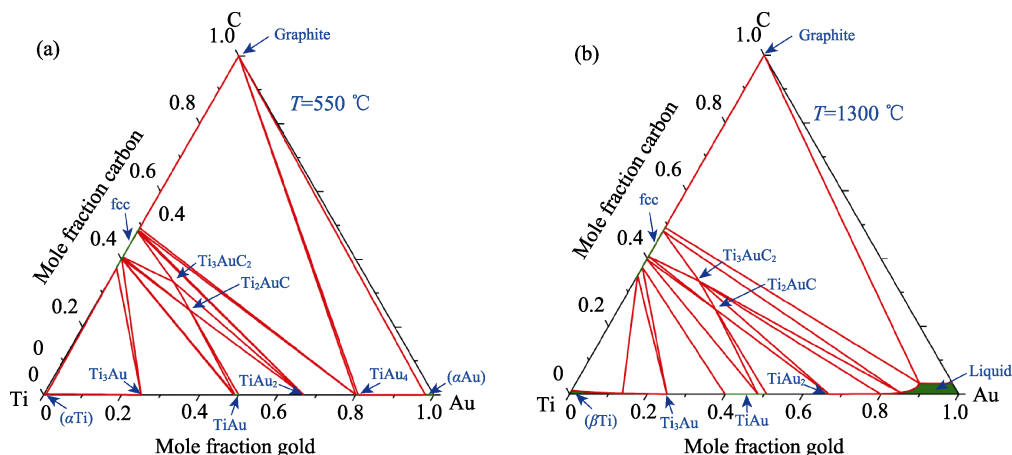 (a)
C
1.0
Graphite
T=550 ℃
0.8
0.6
0.4
fcc
0.4
0.2
0
0
Mole fraction carbon
Ti₃AuC₂
Ti₂AuC
Ti₃Au
TiAu₂
TiAu₄
(αAu)
Ti
Au
0
0.2
0.4
0.6
0.8
1.0
(αTi)
TiAu
Mole fraction gold
(b)
C
1.0
Graphite
T=1300 ℃
0.8
0.6
0.4
fcc
0.4
0.2
0
Mole fraction carbon
Ti₃AuC₂
Ti₂AuC
TiAu₂
Liquid
Ti
Au
0
0.2
0.4
0.6
0.8
1.0
(βTi)
Ti₃Au
TiAu
Mole fraction gold